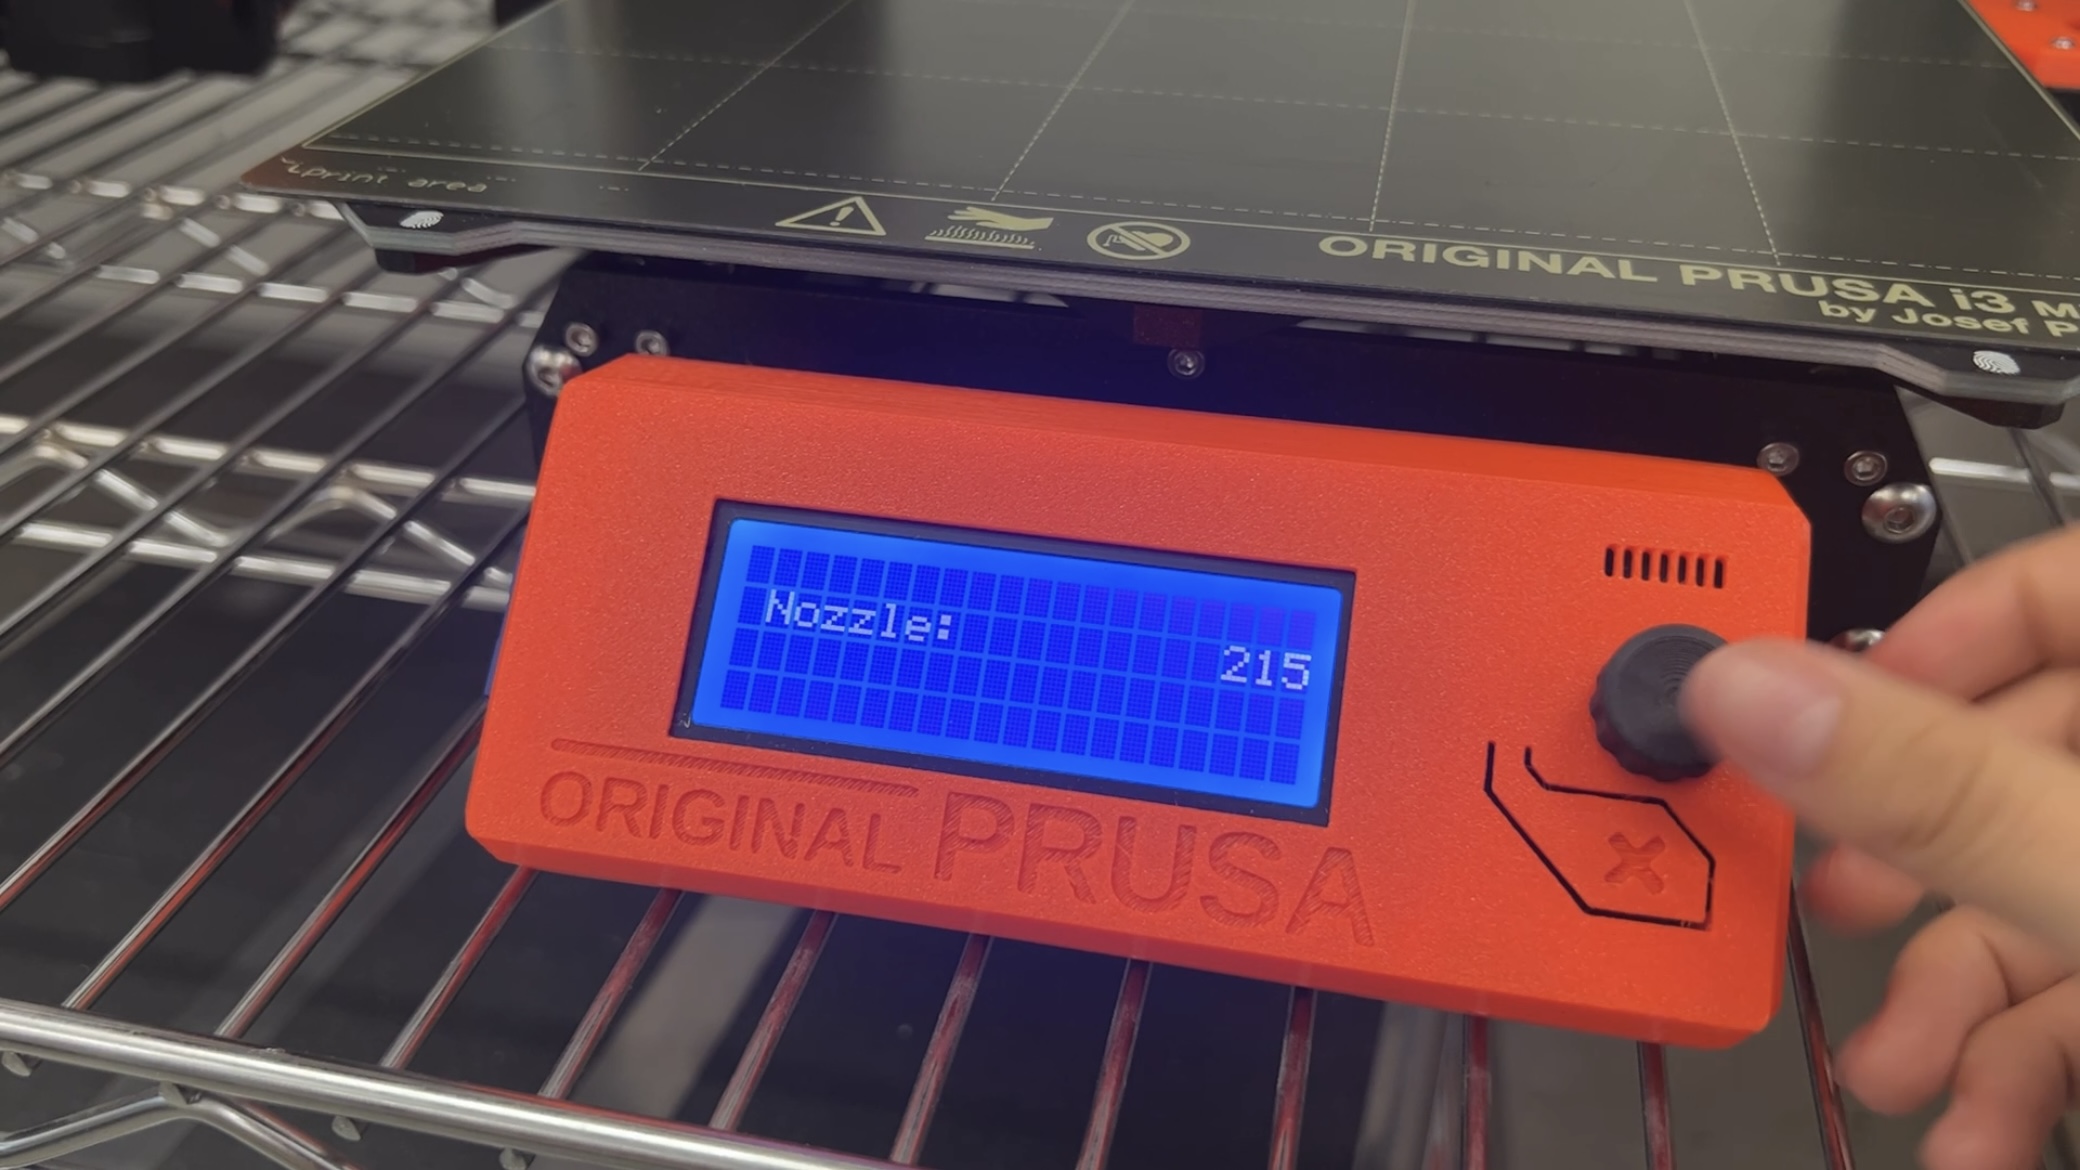 print area
ORIGINAL PRUSA i3 M
by Josef P
Nozzle:
215
ORIGINAL PRUSA